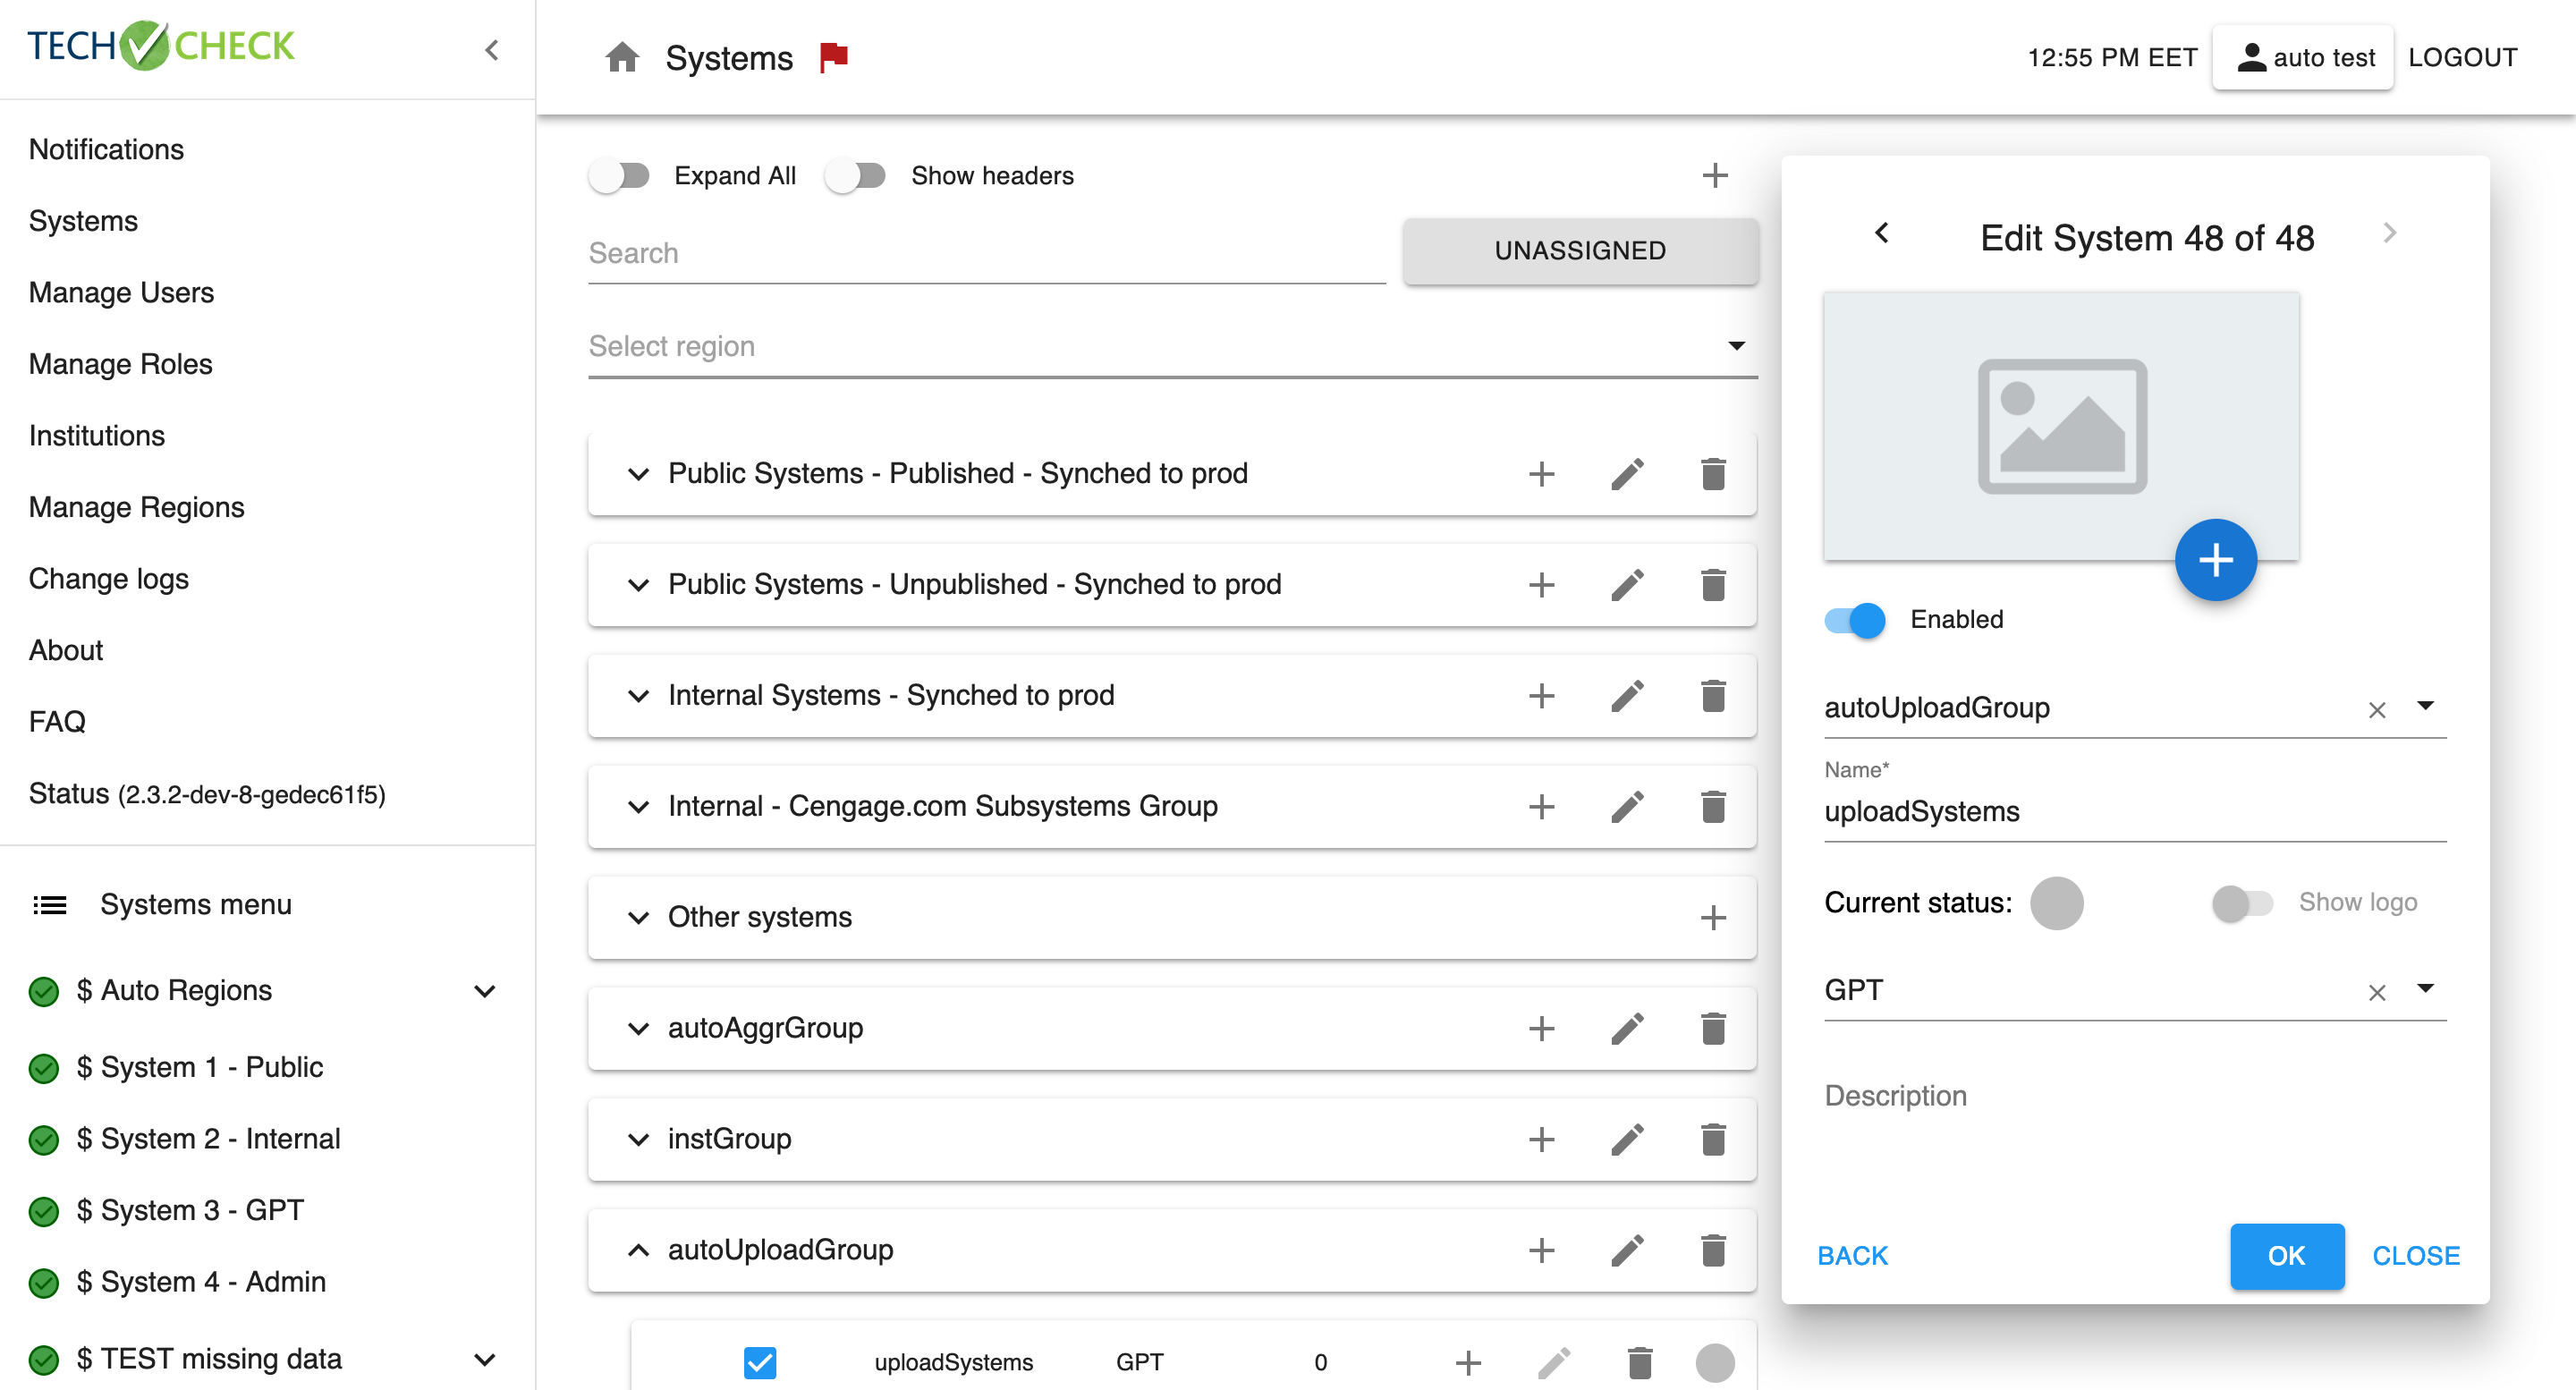 TECH CHECK
Systems
12:55 PM EET
auto test
LOGOUT
Notifications
Systems
Manage Users
Manage Roles
Institutions
Manage Regions
Change logs
About
FAQ
Status (2.3.2-dev-8-gedec61f5)
Systems menu
$ Auto Regions
$ System 1 - Public
$ System 2 - Internal
$ System 3 - GPT
$ System 4 - Admin
$ TEST missing data
Expand All
Show headers
Search
UNASSIGNED
Select region
Public Systems - Published - Synched to prod
Public Systems - Unpublished - Synched to prod
Internal Systems - Synched to prod
Internal - Cengage.com Subsystems Group
Other systems
autoAggrGroup
instGroup
autoUploadGroup
uploadSystems GPT 0
Edit System 48 of 48
Enabled
autoUploadGroup
Name*
uploadSystems
Current status:
Show logo
GPT
Description
BACK
OK
CLOSE